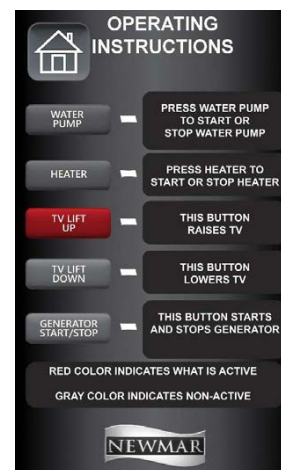 OPERATING
INSTRUCTIONS
WATER
PUMP
PRESS WATER PUMP
TO START OR
STOP WATER PUMP
HEATER
PRESS HEATER TO
START OR STOP HEATER
TV LIFT
UP
THIS BUTTON
RAISES TV
TV LIFT
DOWN
THIS BUTTON
LOWERS TV
GENERATOR
START/STOP
THIS BUTTON STARTS
AND STOPS GENERATOR
RED COLOR INDICATES WHAT IS ACTIVE
GRAY COLOR INDICATES NON-ACTIVE
NEWMAR